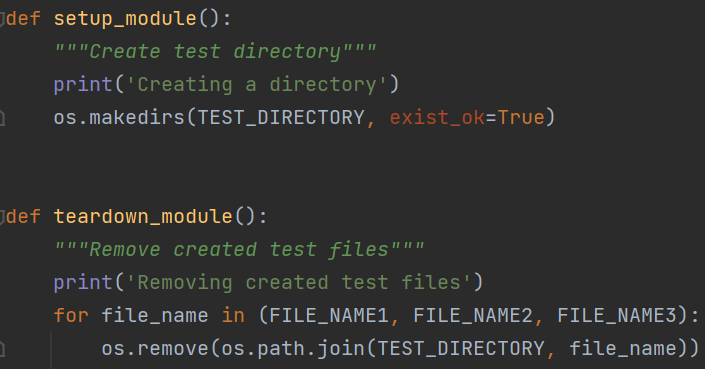 def setup_module():
    """Create test directory"""
    print('Creating a directory')
    os.makedirs(TEST_DIRECTORY, exist_ok=True)
def teardown_module():
    """Remove created test files"""
    print('Removing created test files')
    for file_name in (FILE_NAME1, FILE_NAME2, FILE_NAME3):
        os.remove(os.path.join(TEST_DIRECTORY, file_name))